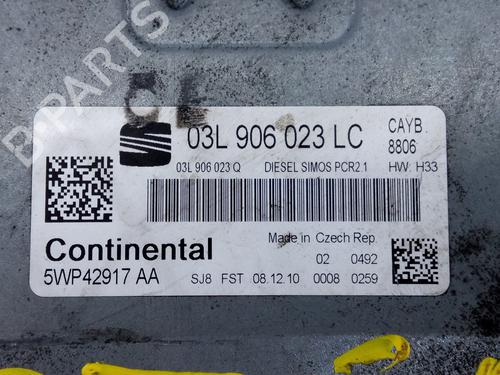 B-PARTS
03L 906 023 LC
CAYB
8806
03L 906 023 Q DIESEL SIMOS PCR2.1 HW: H33
Continental
5WP42917 AA
Made in Czech Rep.
02 0492
SJ8 FST 08.12.10 0008 0259